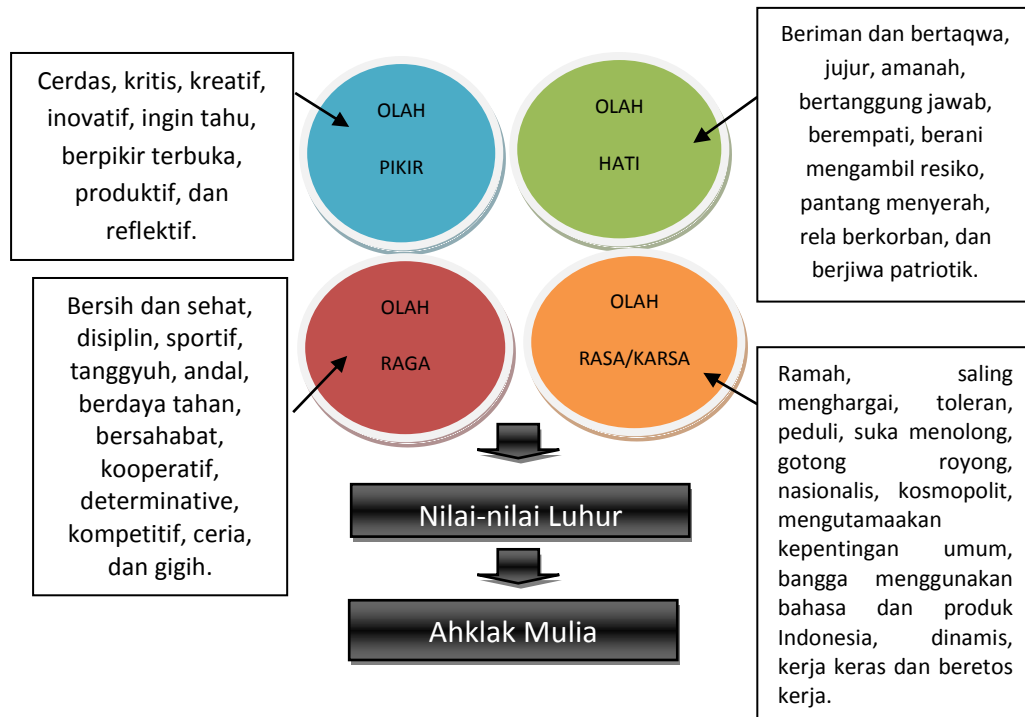 Cerdas, kritis, kreatif,
inovatif, ingin tahu,
berpikir terbuka,
produktif, dan
reflektif.
OLAH
PIKIR
OLAH
HATI
Beriman dan bertaqwa,
jujur, amanah,
bertanggung jawab,
berempati, berani
mengambil resiko,
pantang menyerah,
rela berkorban, dan
berjiwa patriotik.
Bersih dan sehat,
disiplin, sportif,
tanggyuh, andal,
berdaya tahan,
bersahabat,
kooperatif,
determinative,
kompetitif, ceria,
dan gigih.
OLAH
RAGA
OLAH
RASA/KARSA
Ramah, saling
menghargai, toleran,
peduli, suka menolong,
gotong royong,
nasionalis, kosmopolit,
mengutamaakan
kepentingan umum,
bangga menggunakan
bahasa dan produk
Indonesia, dinamis,
kerja keras dan beretos
kerja.
Nilai-nilai Luhur
Ahklak Mulia